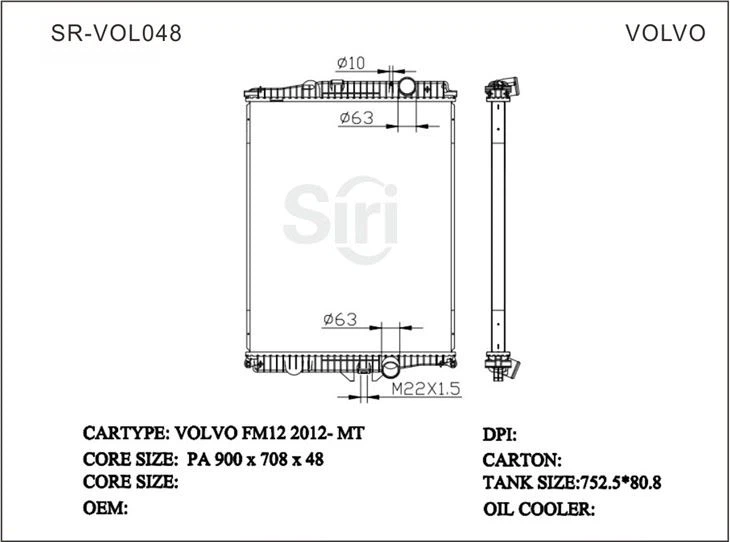 SR-VOL048
VOLVO
Ø10
Ø63
Siri
Ø63
M22X1.5
CARTYPE: VOLVO FM12 2012- MT
DPI:
CORE SIZE: PA 900 x 708 x 48
CARTON:
CORE SIZE:
TANK SIZE:752.5*80.8
OEM:
OIL COOLER: